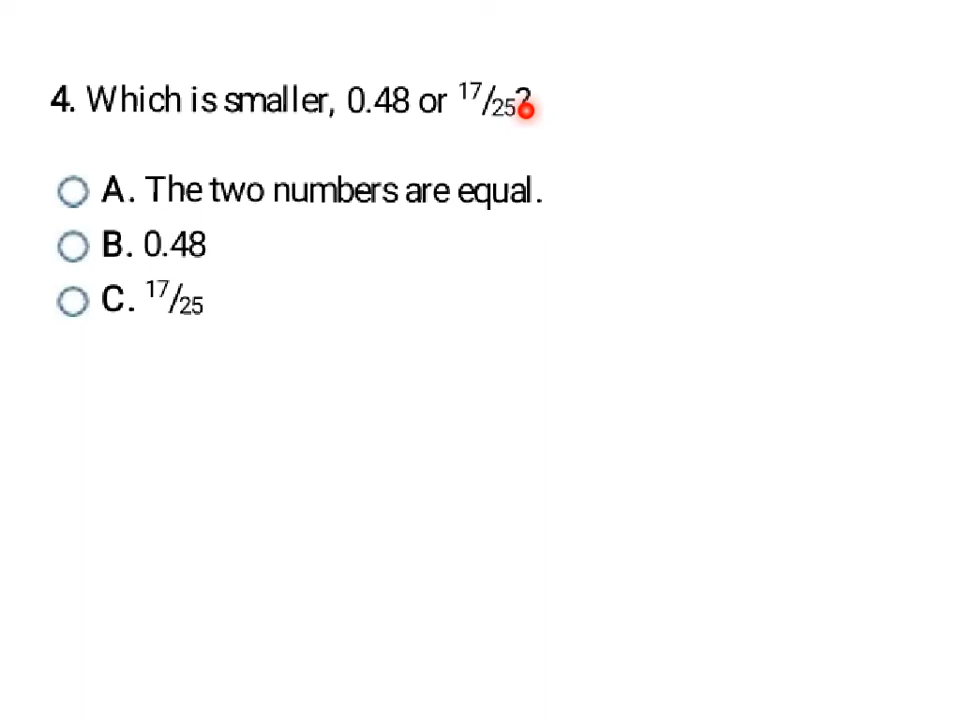 4. Which is smaller, 0.48 or 17/25?
A. The two numbers are equal.
B. 0.48
C. 17/25